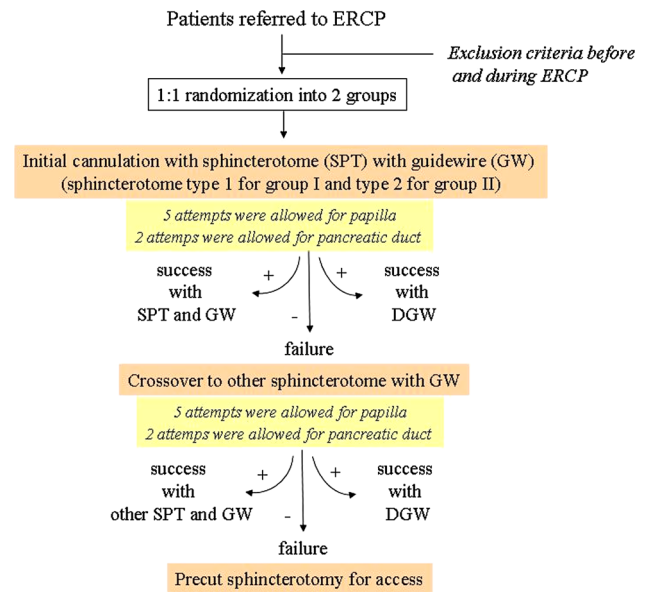 Patients referred to ERCP
Exclusion criteria before
and during ERCP
1:1 randomization into 2 groups
Initial cannulation with sphincterotome (SPT) with guidewire (GW)
(sphincterotome type 1 for group I and type 2 for group II)
5 attempts were allowed for papilla
2 attemps were allowed for pancreatic duct
success
with
SPT and GW
+
+
success
with
DGW
-
failure
Crossover to other sphincterotome with GW
5 attempts were allowed for papilla
2 attemps were allowed for pancreatic duct
success
with
other SPT and GW
+
+
success
with
DGW
-
failure
Precut sphincterotomy for access